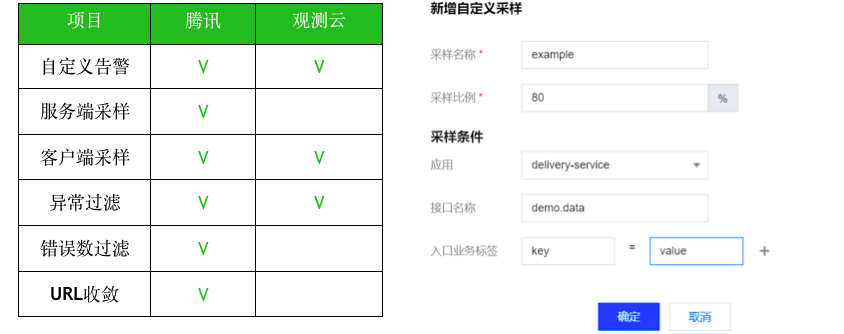 项目 腾讯 观测云
自定义告警 √ √
服务端采样 √
客户端采样 √ √
异常过滤 √ √
错误数过滤 √
URL收敛 √
新增自定义采样
采样名称 * example
采样比例 * 80 %
采样条件
应用 delivery-service
接口名称 demo.data
入口业务标签 key = value +
确定 取消